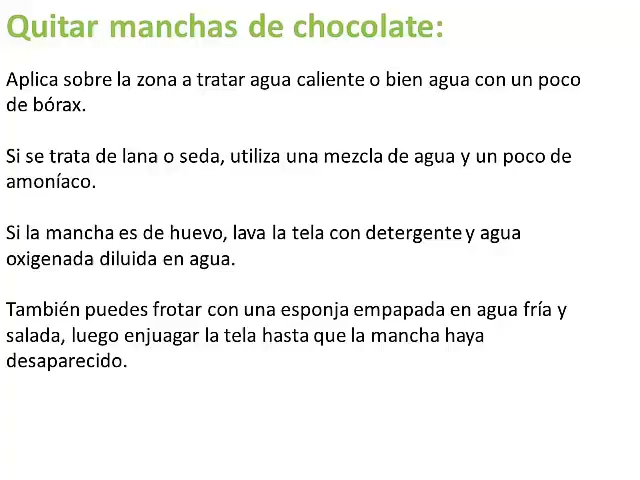 Quitar manchas de chocolate:
Aplica sobre la zona a tratar agua caliente o bien agua con un poco
de bórax.
Si se trata de lana o seda, utiliza una mezcla de agua y un poco de
amoníaco.
Si la mancha es de huevo, lava la tela con detergente y agua
oxigenada diluida en agua.
También puedes frotar con una esponja empapada en agua fría y
salada, luego enjuagar la tela hasta que la mancha haya
desaparecido.